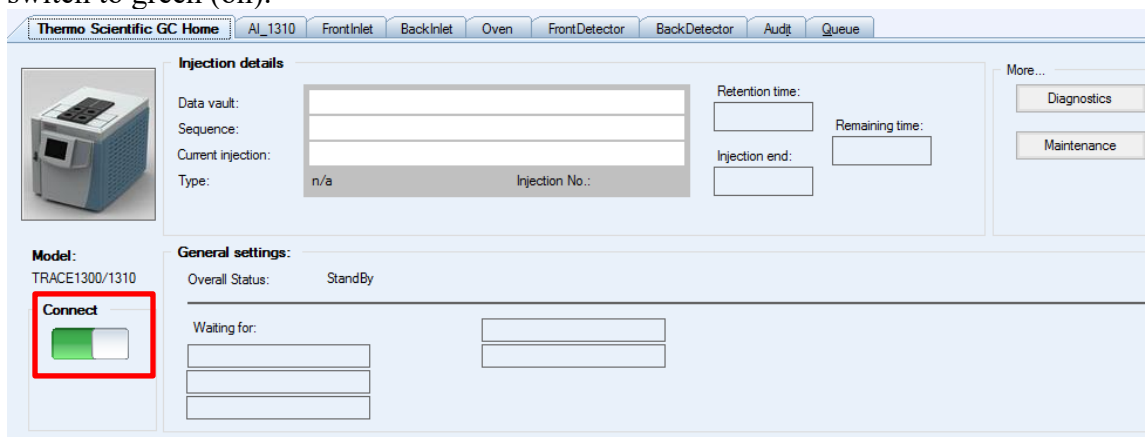 switch to green (on).
Thermo Scientific GC Home AI_1310 FrontInlet BackInlet Oven FrontDetector BackDetector Audit Queue
Injection details
More...
Data vault:
Retention time:
Diagnostics
Sequence:
Remaining time:
Current injection:
Injection end:
Maintenance
Type: n/a Injection No.:
Model:
General settings:
TRACE1300/1310
Overall Status: StandBy
Connect
Waiting for: